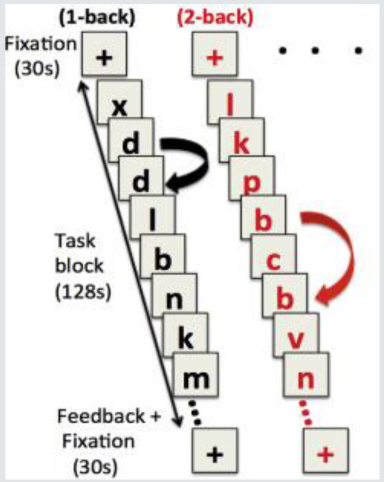 (1-back) (2-back)
Fixation
(30s)
+ +
x l
d k
d p
l b
b c
n b
k v
m n
Task
block
(128s)
Feedback +
Fixation
(30s)
+ +